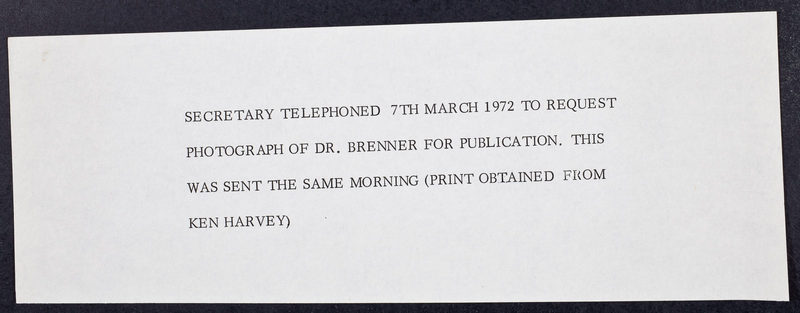 SECRETARY TELEPHONED 7TH MARCH 1972 TO REQUEST
PHOTOGRAPH OF DR. BRENNER FOR PUBLICATION. THIS
WAS SENT THE SAME MORNING (PRINT OBTAINED FROM
KEN HARVEY)